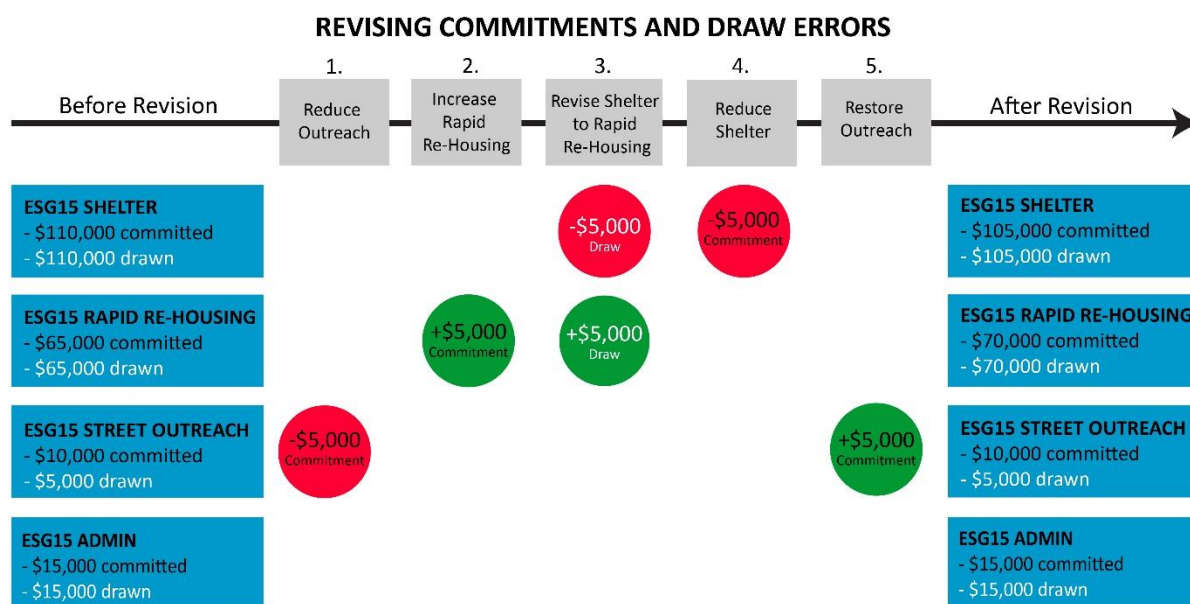 REVISING COMMITMENTS AND DRAW ERRORS
1.
2.
3.
4.
5.
Before Revision
Reduce
Outreach
Increase
Rapid
Re-Housing
Revise Shelter
to Rapid
Re-Housing
Reduce
Shelter
Restore
Outreach
After Revision
ESG15 SHELTER
- $110,000 committed
- $110,000 drawn
-$5,000
Draw
-$5,000
Commitment
ESG15 SHELTER
- $105,000 committed
- $105,000 drawn
ESG15 RAPID RE-HOUSING
- $65,000 committed
- $65,000 drawn
+$5,000
Commitment
+$5,000
Draw
ESG15 RAPID RE-HOUSING
- $70,000 committed
- $70,000 drawn
ESG15 STREET OUTREACH
- $10,000 committed
- $5,000 drawn
-$5,000
Commitment
+$5,000
Commitment
ESG15 STREET OUTREACH
- $10,000 committed
- $5,000 drawn
ESG15 ADMIN
- $15,000 committed
- $15,000 drawn
ESG15 ADMIN
- $15,000 committed
- $15,000 drawn